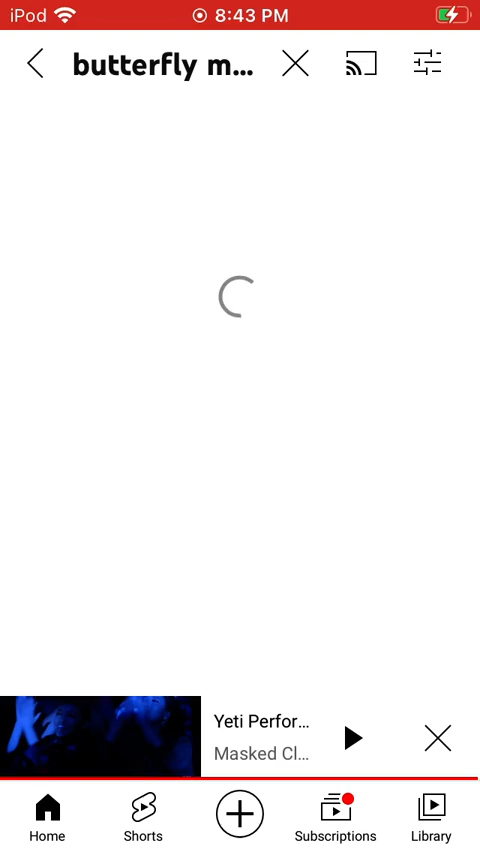 iPod 8:43 PM
butterfly m...
Yeti Perfor...
Masked Cl...
Home Shorts Subscriptions Library